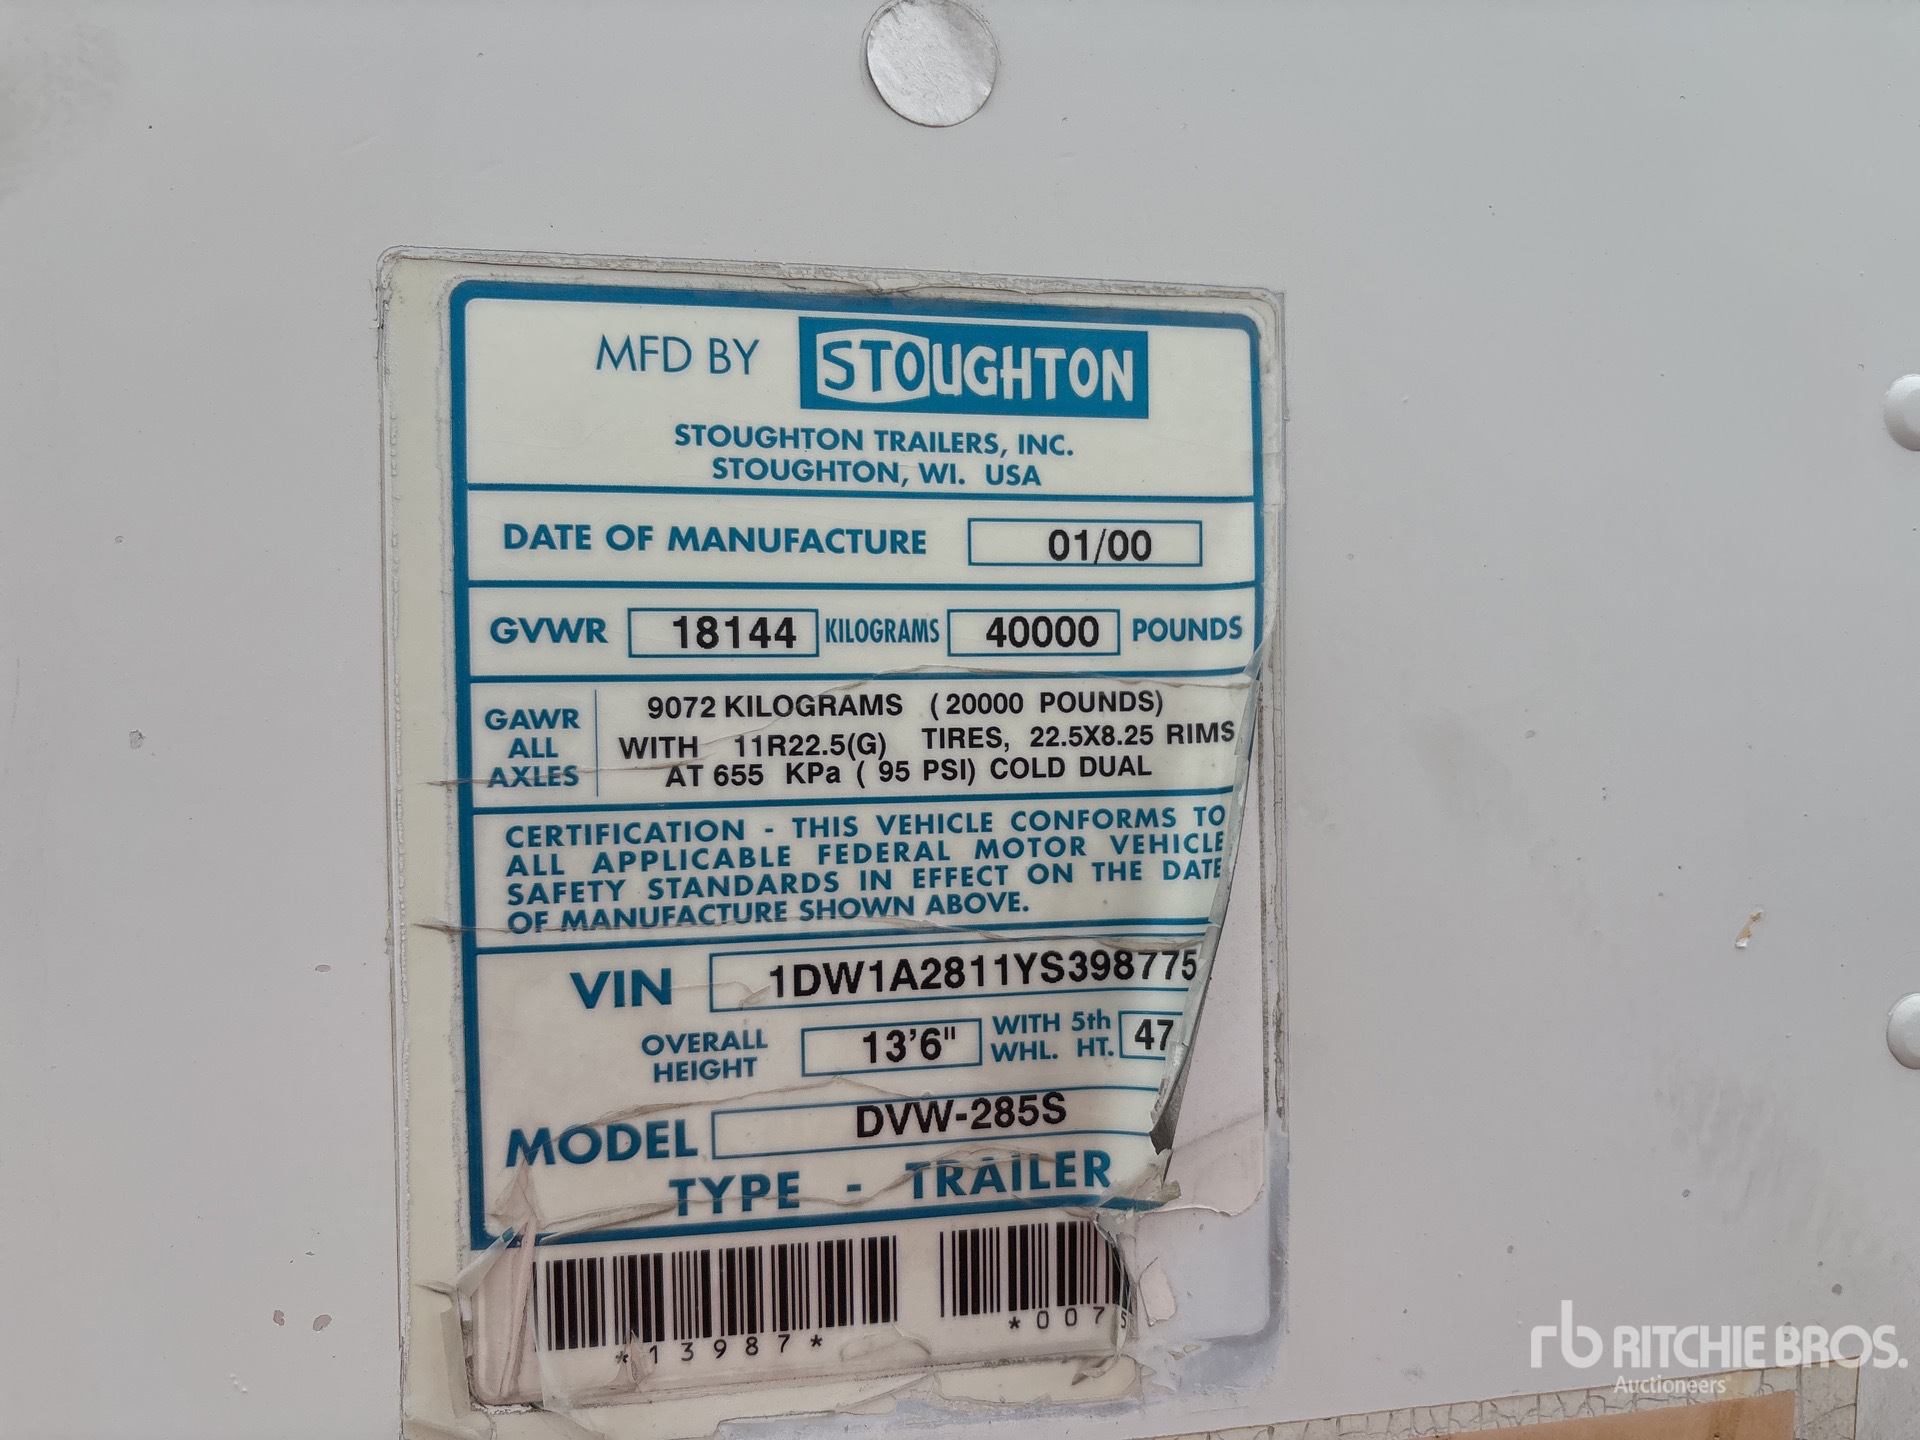 MFD BY STOUGHTON
STOUGHTON TRAILERS, INC.
STOUGHTON, WI. USA
DATE OF MANUFACTURE 01/00
GVWR 18144 KILOGRAMS 40000 POUNDS
GAWR ALL AXLES
9072 KILOGRAMS (20000 POUNDS)
WITH 11R22.5(G) TIRES, 22.5X8.25 RIMS
AT 655 KPa ( 95 PSI) COLD DUAL
CERTIFICATION - THIS VEHICLE CONFORMS TO
ALL APPLICABLE FEDERAL MOTOR VEHICLE
SAFETY STANDARDS IN EFFECT ON THE DATE
OF MANUFACTURE SHOWN ABOVE.
VIN 1DW1A2811YS398775
OVERALL HEIGHT 13'6" WITH 5th WHL. HT. 47
MODEL DVW-285S
TYPE - TRAILER
*13987* *0075
rb RITCHIE BROS.
Auctioneers